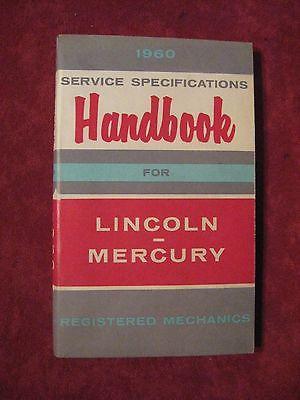 1960
SERVICE SPECIFICATIONS
Handbook
FOR
LINCOLN
–
MERCURY
REGISTERED MECHANICS